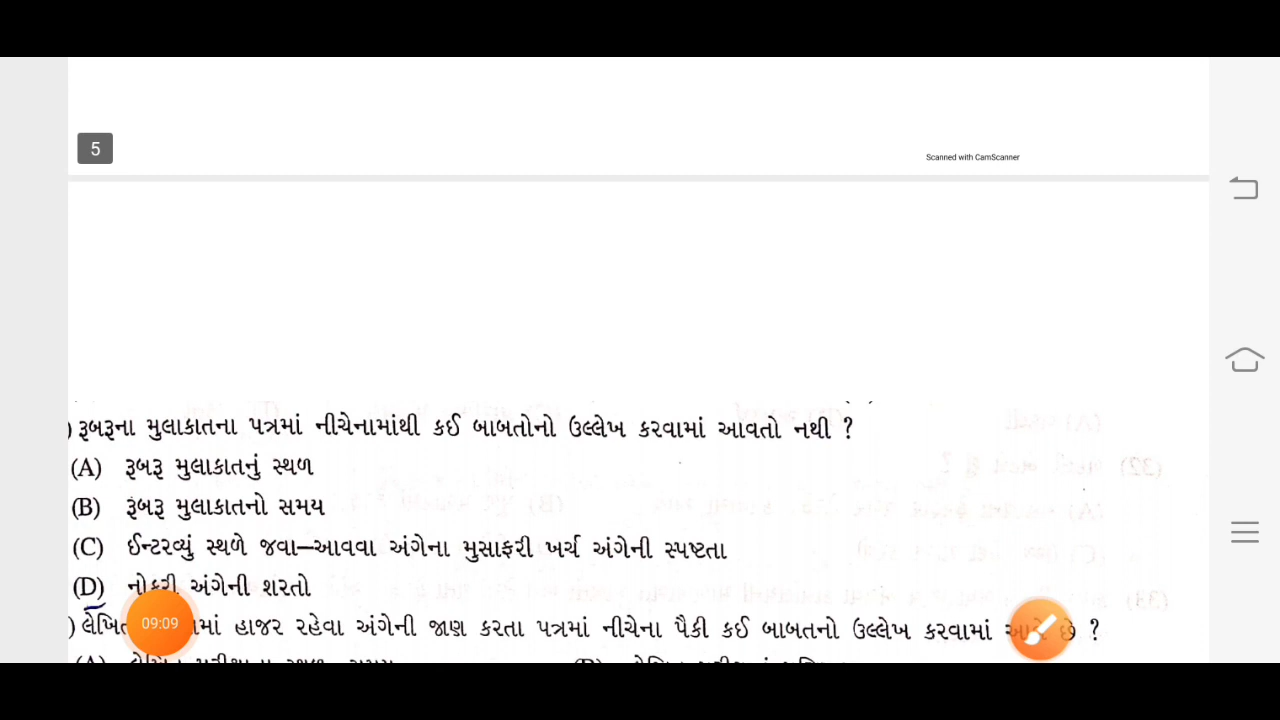 5
Scanned with CamScanner
) રૂબરૂના મુલાકાતના પત્રમાં નીચેનામાંથી કઈ બાબતોનો ઉલ્લેખ કરવામાં આવતો નથી ?
(A) રૂબરૂ મુલાકાતનું સ્થળ
(B) રૂબરૂ મુલાકાતનો સમય
(C) ઈન્ટરવ્યું સ્થળે જવા–આવવા અંગેના મુસાફરી ખર્ચ અંગેની સ્પષ્ટતા
(D) નોકરી અંગેની શરતો
09:09
) હાજર રહેવા અંગેની જાણ કરતા પત્રમાં નીચેના પૈકી કઈ બાબતનો ઉલ્લેખ કરવામાં આવે છે ?